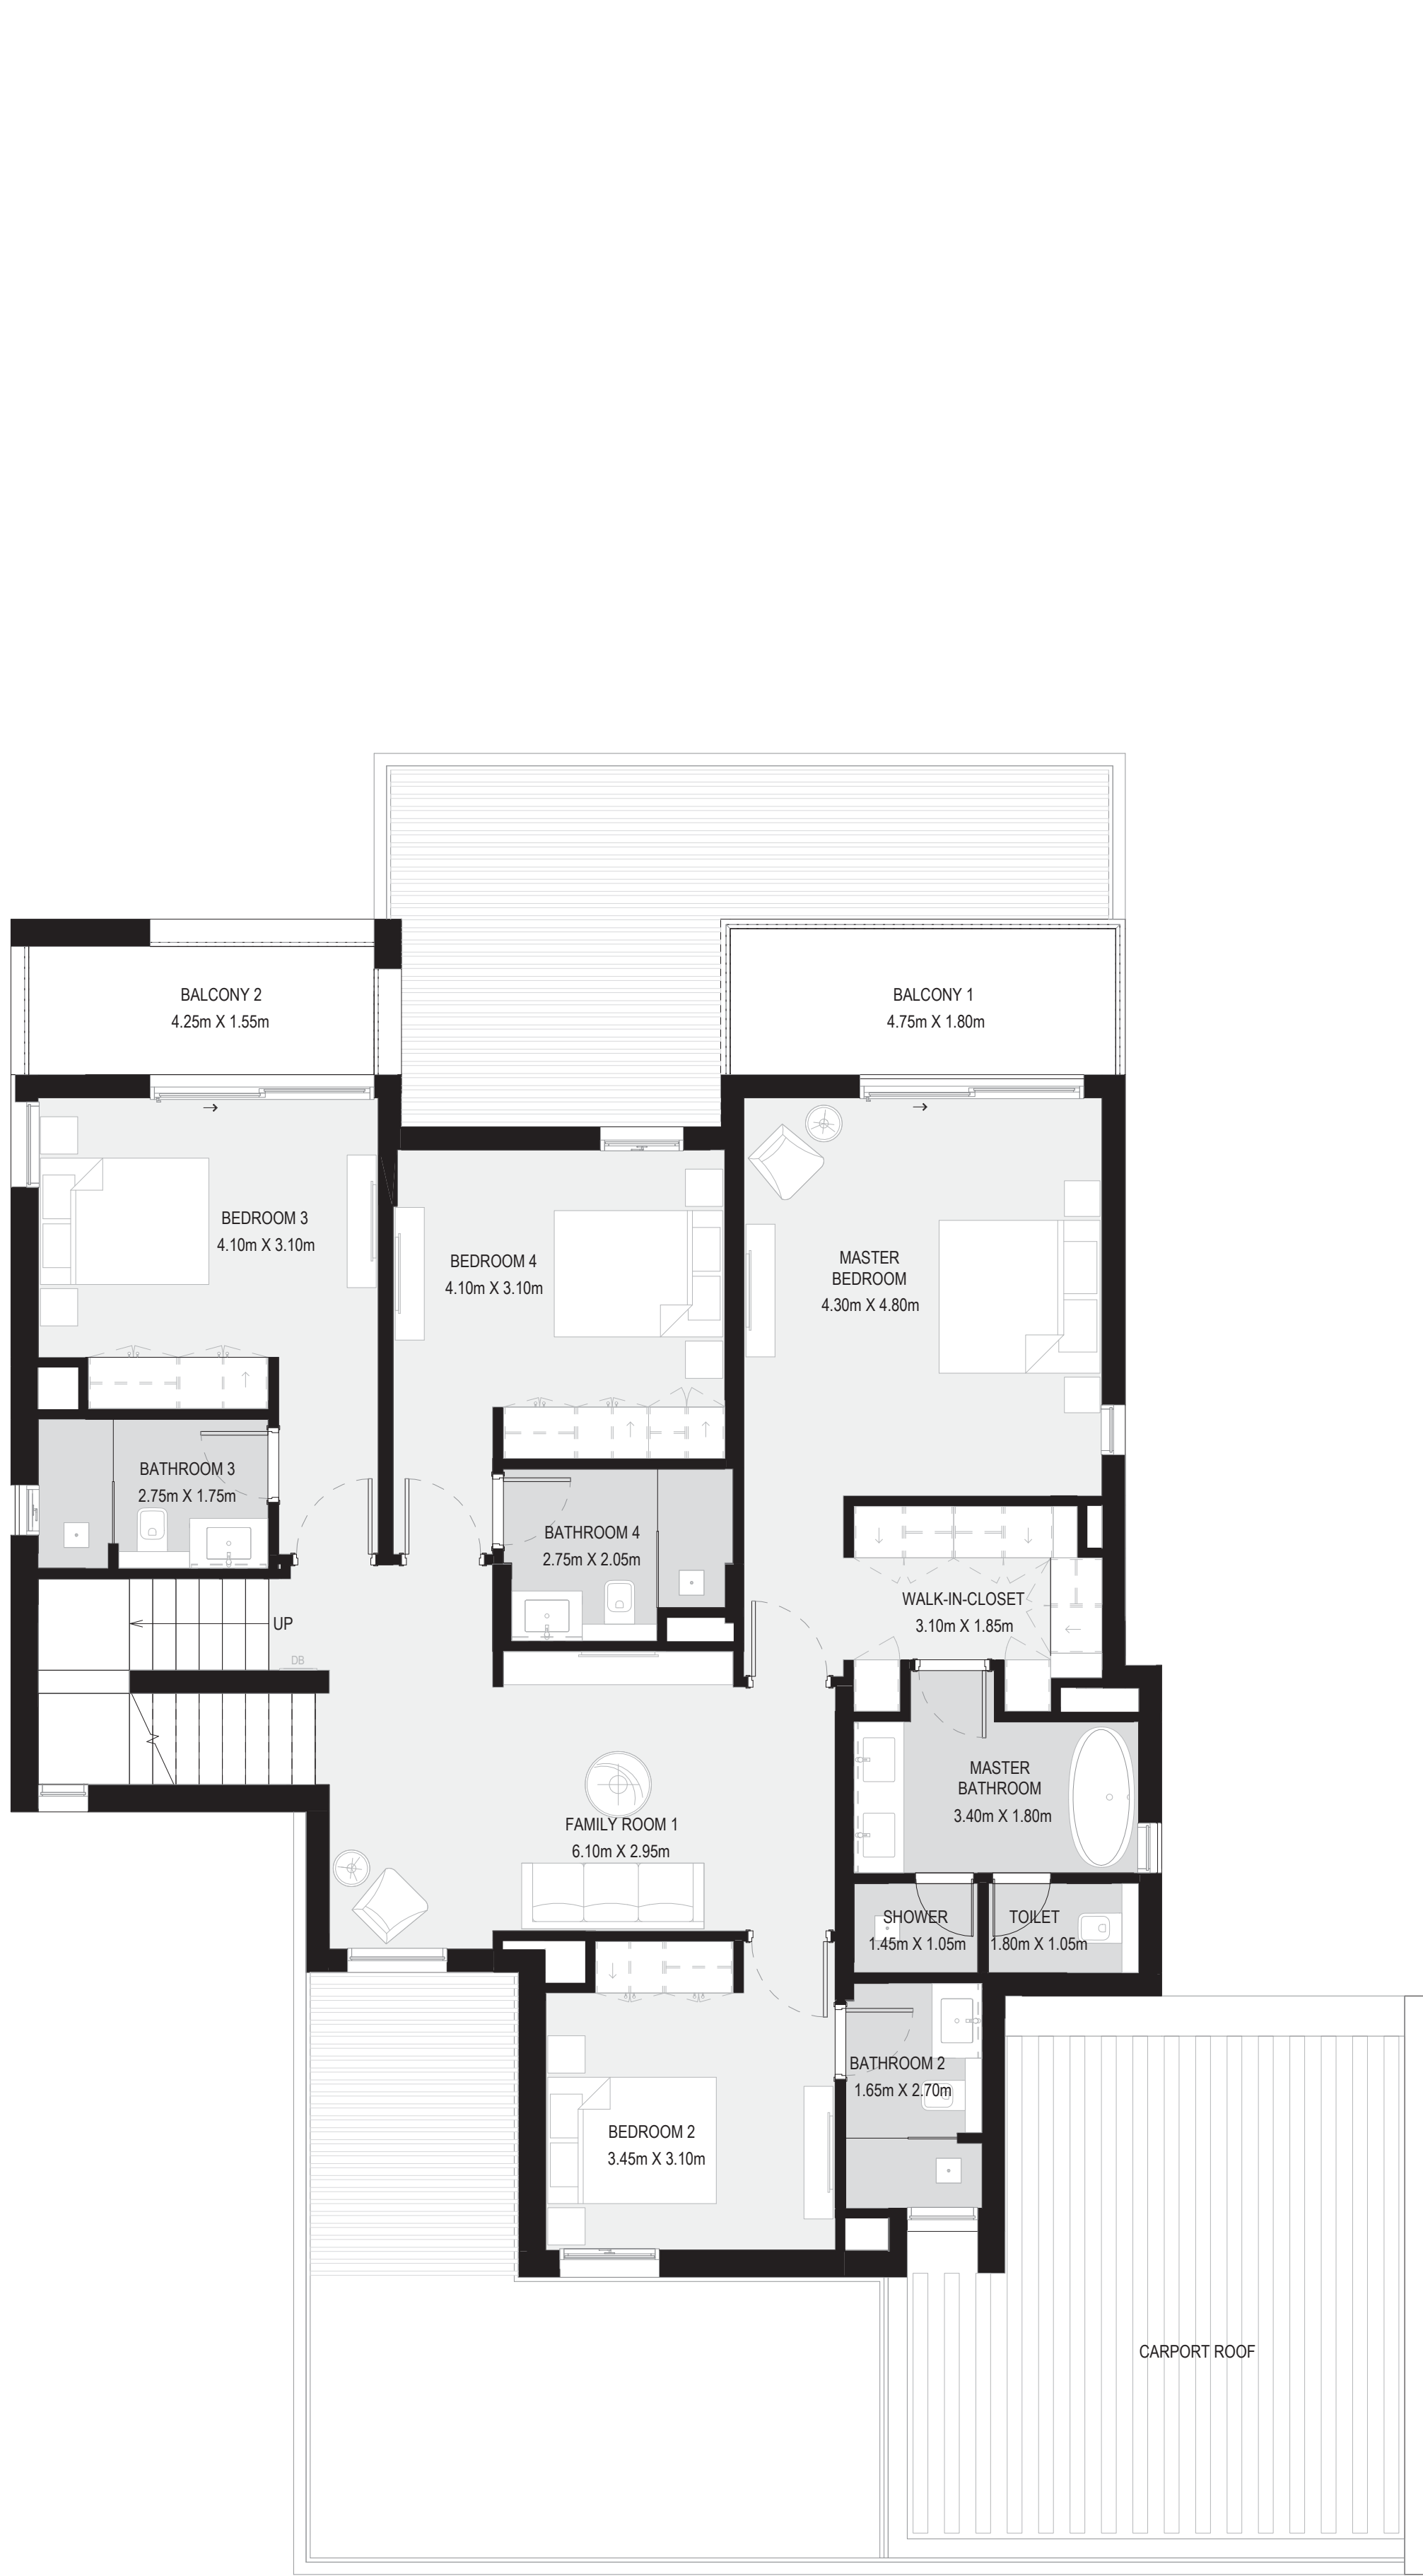 BALCONY 2
4.25m X 1.55m
BALCONY 1
4.75m X 1.80m
BEDROOM 3
4.10m X 3.10m
BEDROOM 4
4.10m X 3.10m
MASTER
BEDROOM
4.30m X 4.80m
BATHROOM 3
2.75m X 1.75m
BATHROOM 4
2.75m X 2.05m
WALK-IN-CLOSET
3.10m X 1.85m
UP
DB
MASTER
BATHROOM
3.40m X 1.80m
FAMILY ROOM 1
6.10m X 2.95m
SHOWER
1.45m X 1.05m
TOILET
1.80m X 1.05m
BATHROOM 2
1.65m X 2.70m
BEDROOM 2
3.45m X 3.10m
CARPORT ROOF